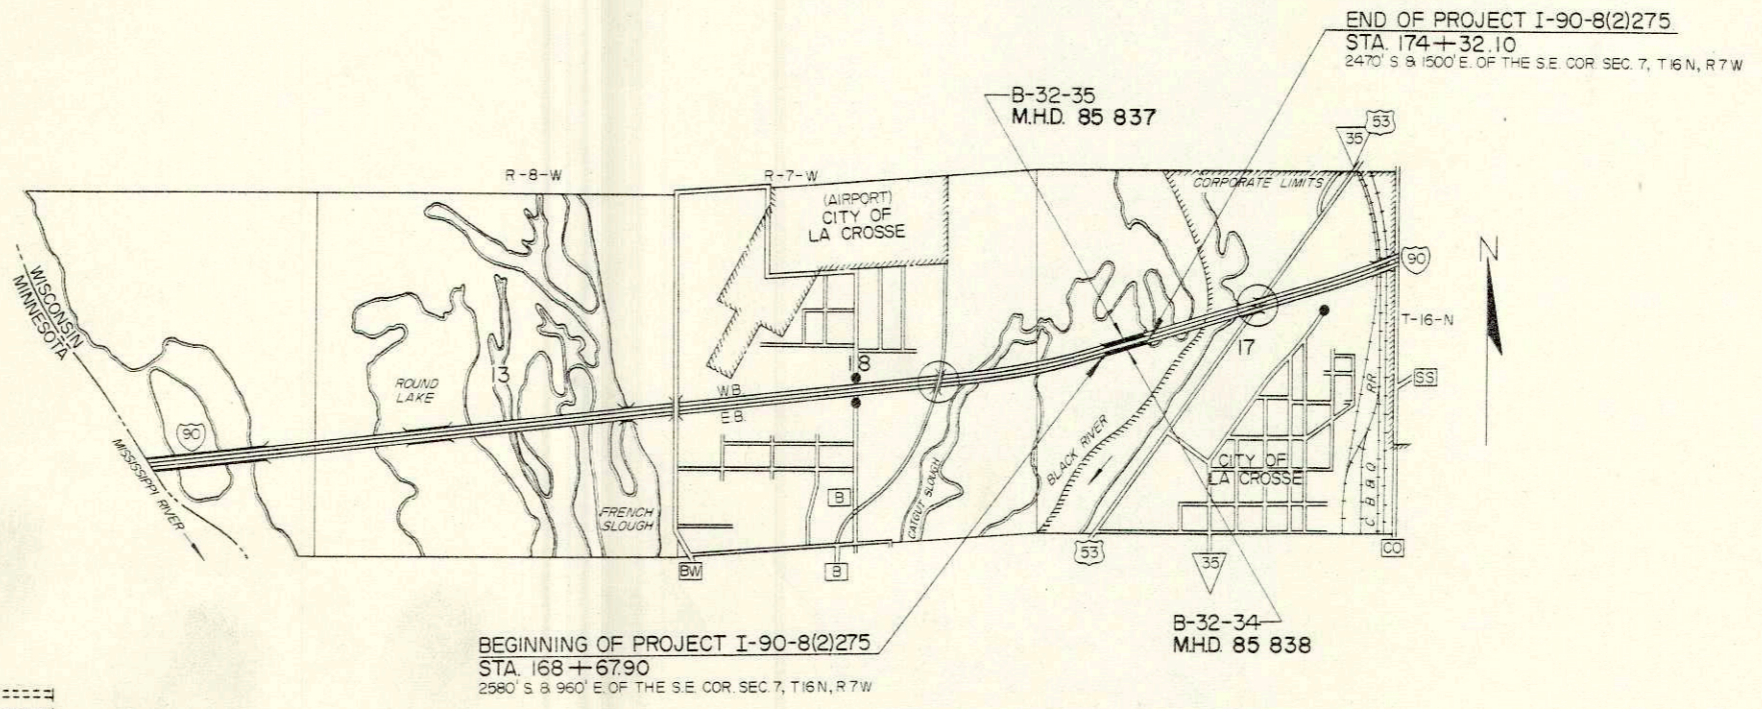 END OF PROJECT I-90-8(2)275
STA. 174+32.10
2470' S & 1500' E. OF THE S.E. COR. SEC. 7, T16N, R7W
B-32-35
M.H.D. 85 837
53
35
R-8-W
R-7-W
CORPORATE LIMITS
(AIRPORT)
CITY OF
LA CROSSE
N
90
WISCONSIN
MINNESOTA
T-16-N
18
17
13
ROUND
LAKE
SS
RR
W.B.
E.B.
90
MISSISSIPPI RIVER
BLACK RIVER
CITY OF
LA CROSSE
CATGUT SLOUGH
B
FRENCH
SLOUGH
C B & Q
BW
B
53
35
CO
B-32-34
M.H.D. 85 838
BEGINNING OF PROJECT I-90-8(2)275
STA. 168+67.90
2580' S & 960' E. OF THE S.E. COR. SEC. 7, T16N, R7W